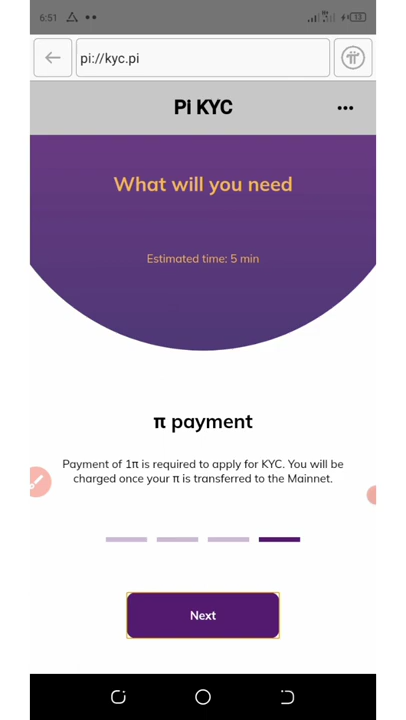 6:51
13
pi://kyc.pi
Pi KYC
What will you need
Estimated time: 5 min
π payment
Payment of 1π is required to apply for KYC. You will be
charged once your π is transferred to the Mainnet.
Next